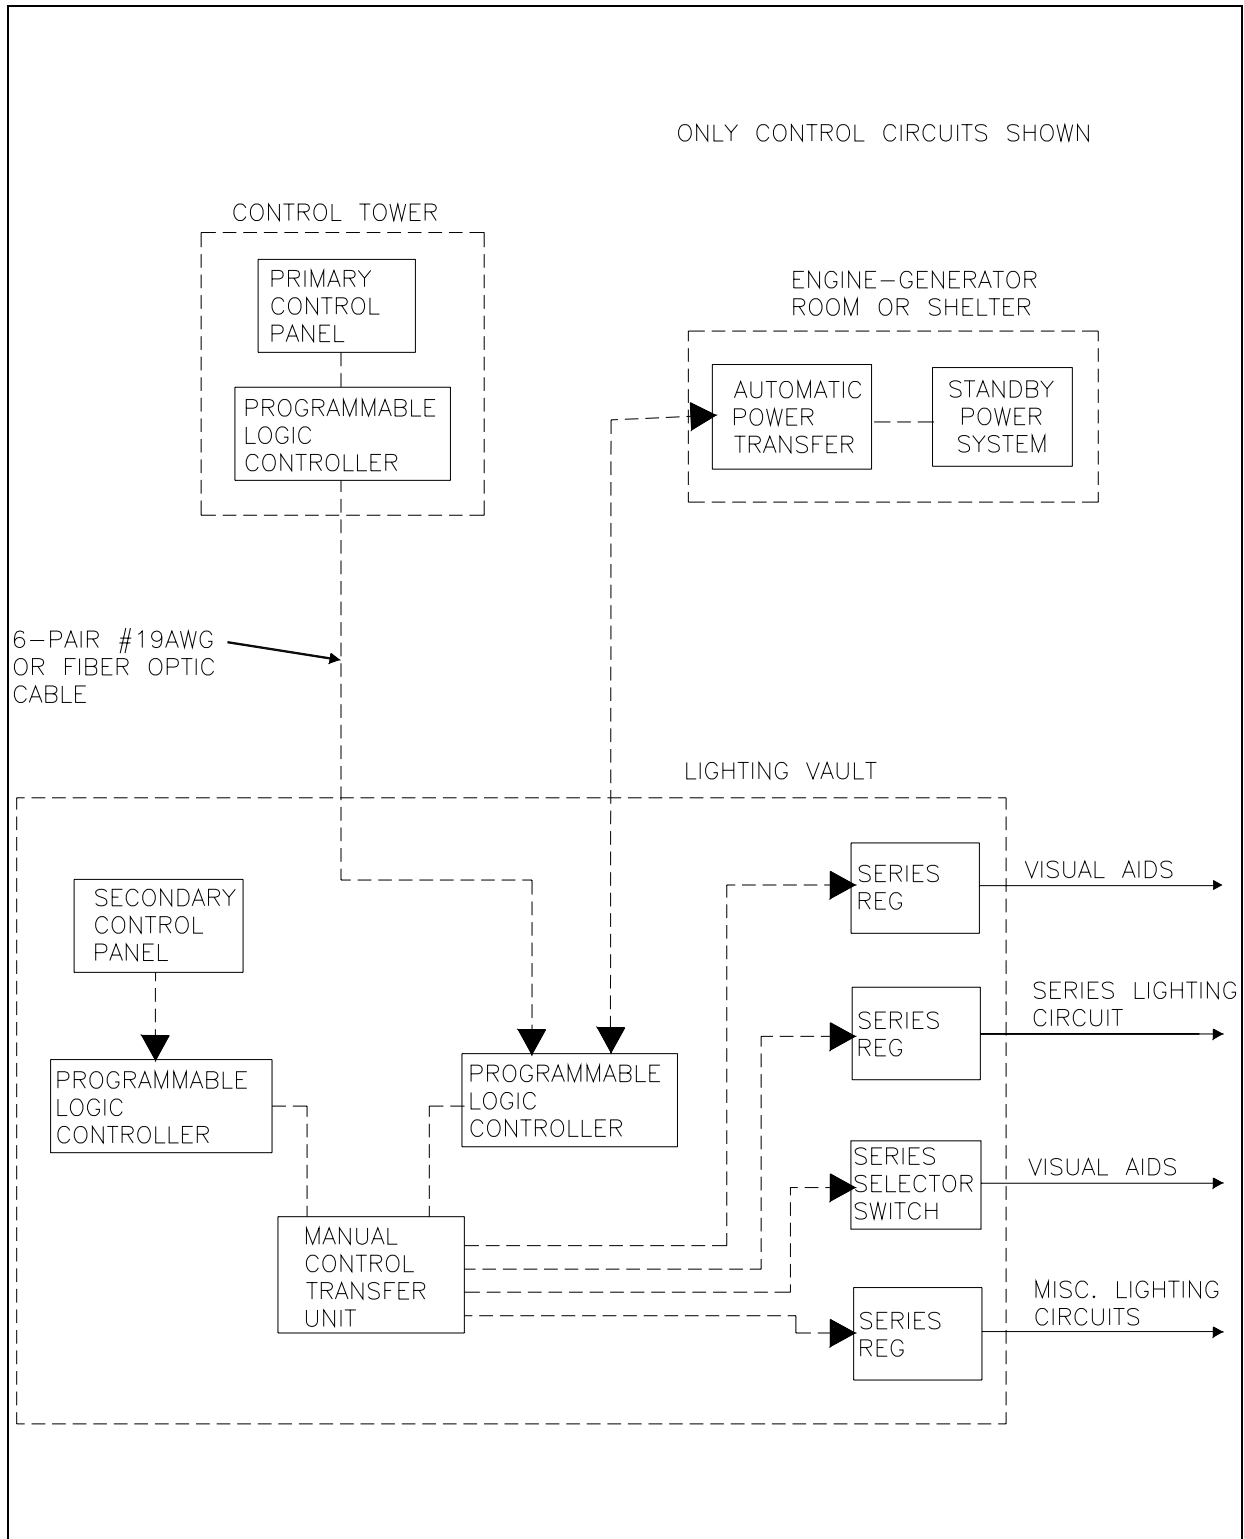 ONLY CONTROL CIRCUITS SHOWN
CONTROL TOWER
PRIMARY
CONTROL
PANEL
PROGRAMMABLE
LOGIC
CONTROLLER
ENGINE-GENERATOR
ROOM OR SHELTER
AUTOMATIC
POWER
TRANSFER
STANDBY
POWER
SYSTEM
6-PAIR #19AWG
OR FIBER OPTIC
CABLE
LIGHTING VAULT
SECONDARY
CONTROL
PANEL
PROGRAMMABLE
LOGIC
CONTROLLER
PROGRAMMABLE
LOGIC
CONTROLLER
MANUAL
CONTROL
TRANSFER
UNIT
SERIES
REG
VISUAL AIDS
SERIES
REG
SERIES LIGHTING
CIRCUIT
SERIES
SELECTOR
SWITCH
VISUAL AIDS
SERIES
REG
MISC. LIGHTING
CIRCUITS